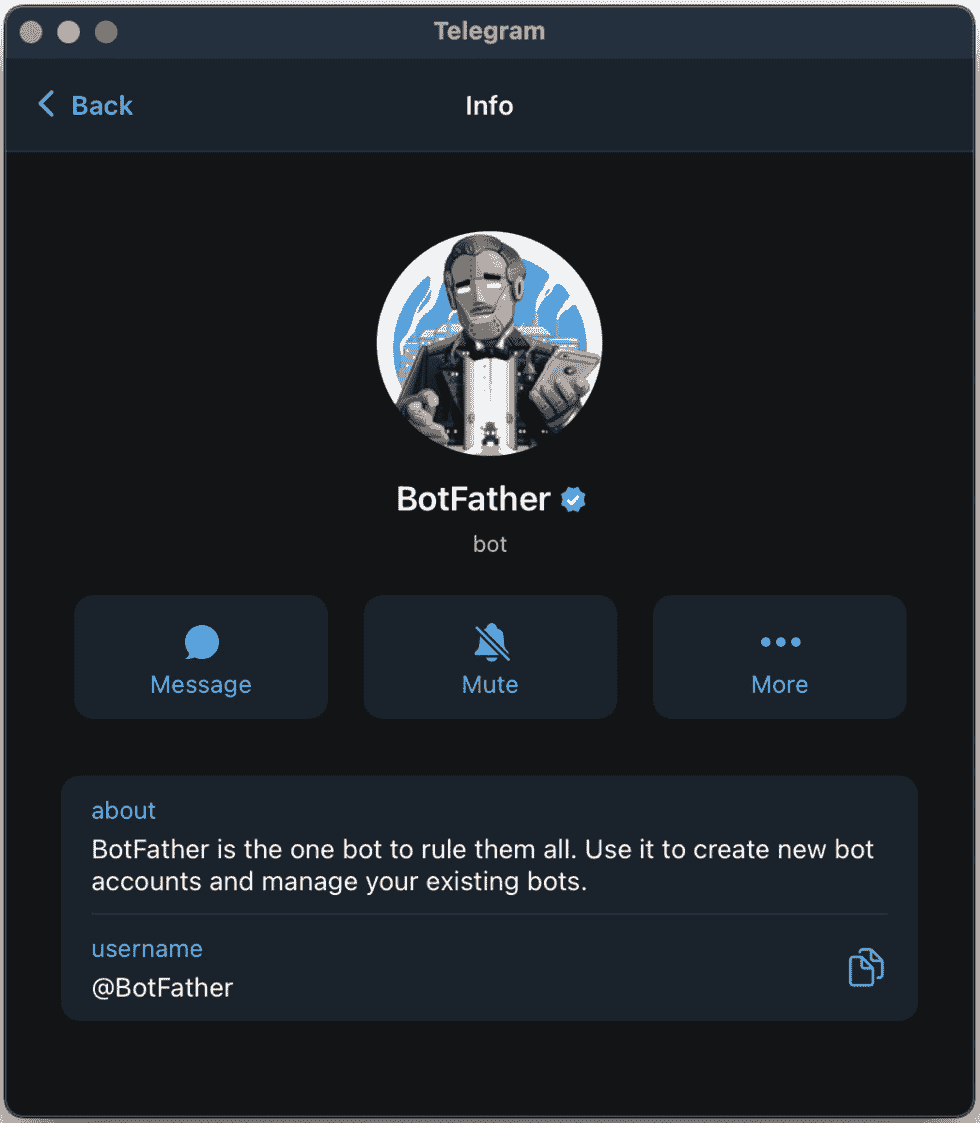 Telegram
Back
Info
BotFather
bot
Message
Mute
More
about
BotFather is the one bot to rule them all. Use it to create new bot
accounts and manage your existing bots.
username
@BotFather